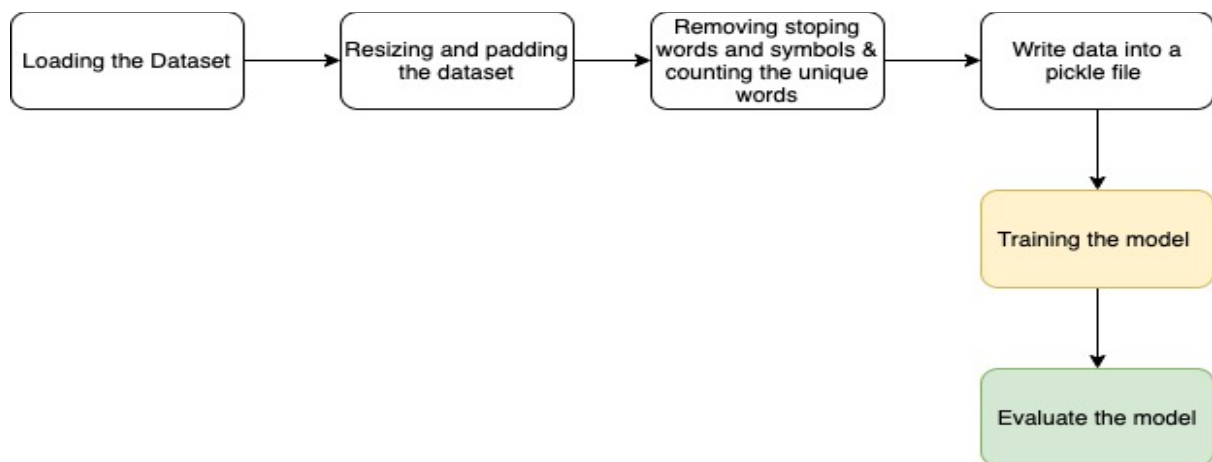 Loading the Dataset
Resizing and padding
the dataset
Removing stoping
words and symbols &
counting the unique
words
Write data into a
pickle file
Training the model
Evaluate the model